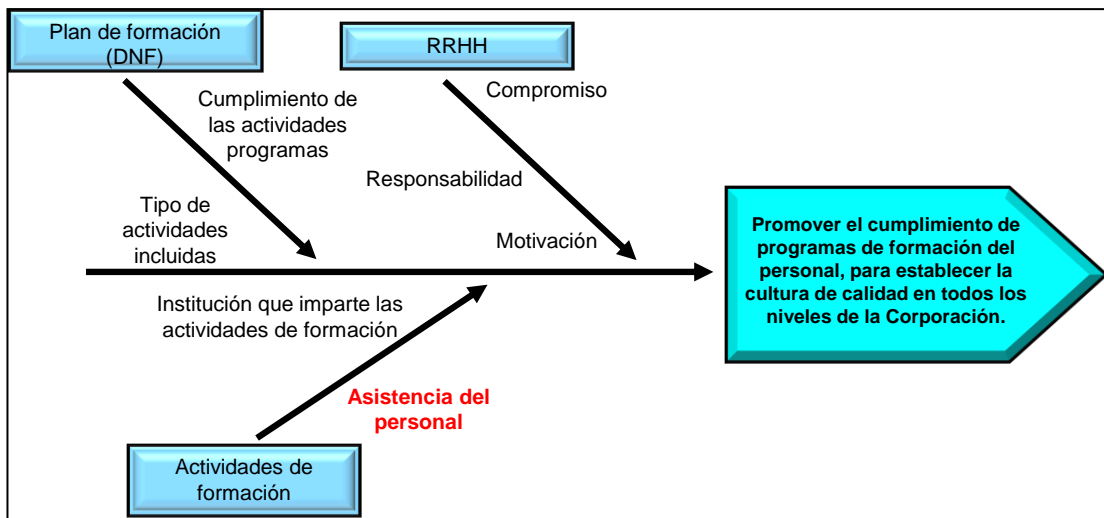 Plan de formación
(DNF)
RRHH
Cumplimiento de
las actividades
programas
Compromiso
Responsabilidad
Tipo de
actividades
incluidas
Motivación
Promover el cumplimiento de
programas de formación del
personal, para establecer la
cultura de calidad en todos los
niveles de la Corporación.
Institución que imparte las
actividades de formación
Asistencia del
personal
Actividades de
formación